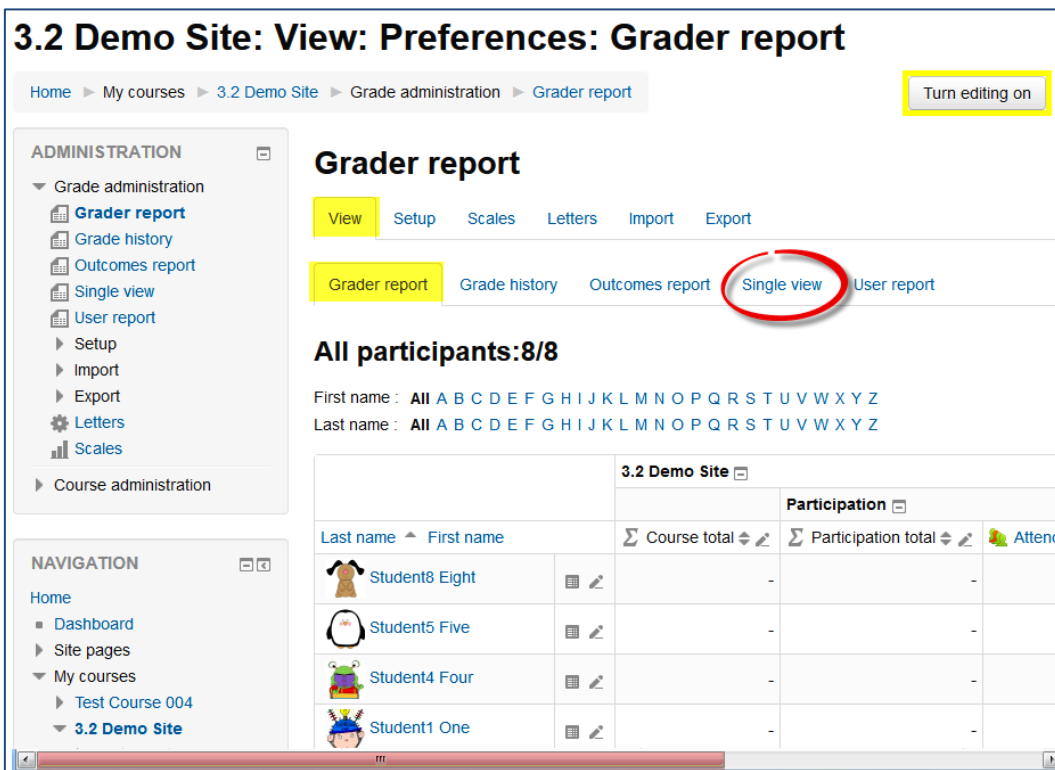 3.2 Demo Site: View: Preferences: Grader report
Home ▶ My courses ▶ 3.2 Demo Site ▶ Grade administration ▶ Grader report
Turn editing on
ADMINISTRATION
Grade administration
Grader report
Grade history
Outcomes report
Single view
User report
Setup
Import
Export
Letters
Scales
Course administration
NAVIGATION
Home
Dashboard
Site pages
My courses
Test Course 004
3.2 Demo Site
Grader report
View Setup Scales Letters Import Export
Grader report Grade history Outcomes report Single view User report
All participants:8/8
First name : All A B C D E F G H I J K L M N O P Q R S T U V W X Y Z
Last name : All A B C D E F G H I J K L M N O P Q R S T U V W X Y Z
3.2 Demo Site
Participation
Last name First name Σ Course total Σ Participation total Attend
Student8 Eight - -
Student5 Five - -
Student4 Four - -
Student1 One - -